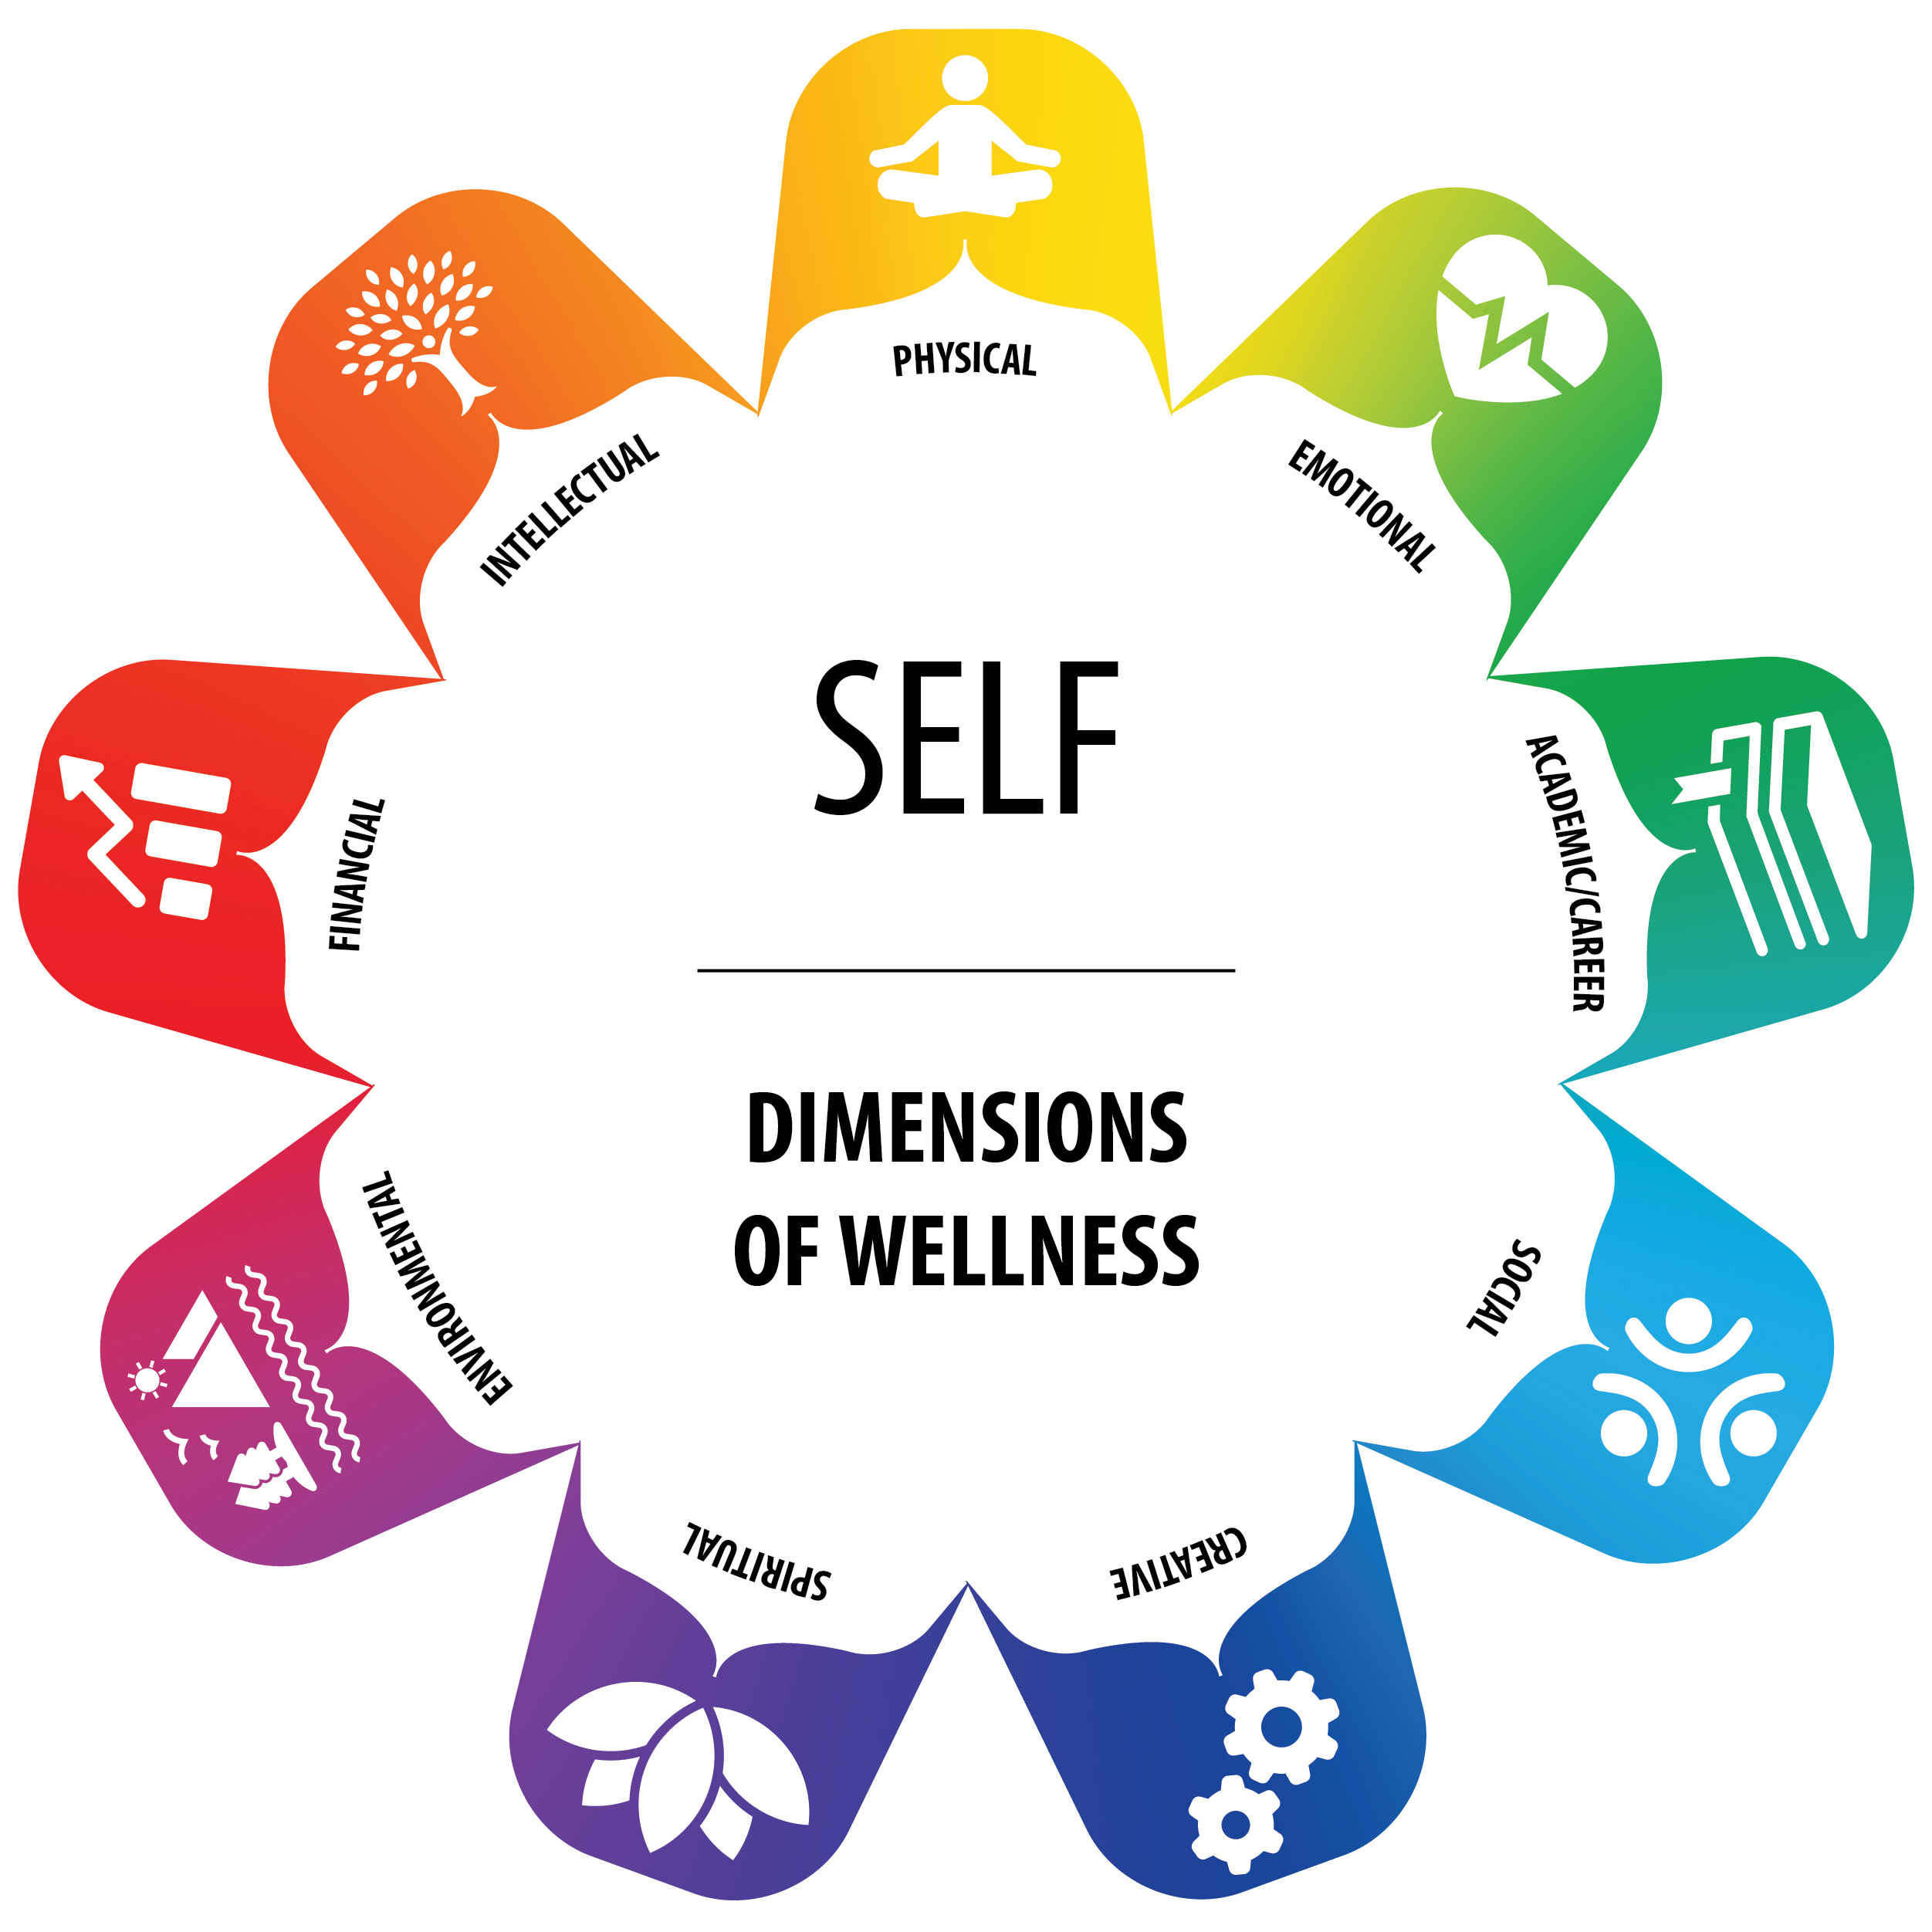 PHYSICAL
EMOTIONAL
ACADEMIC/CAREER
SOCIAL
CREATIVE
SPIRITUAL
ENVIRONMENTAL
FINANCIAL
INTELLECTUAL
SELF
DIMENSIONS
OF WELLNESS